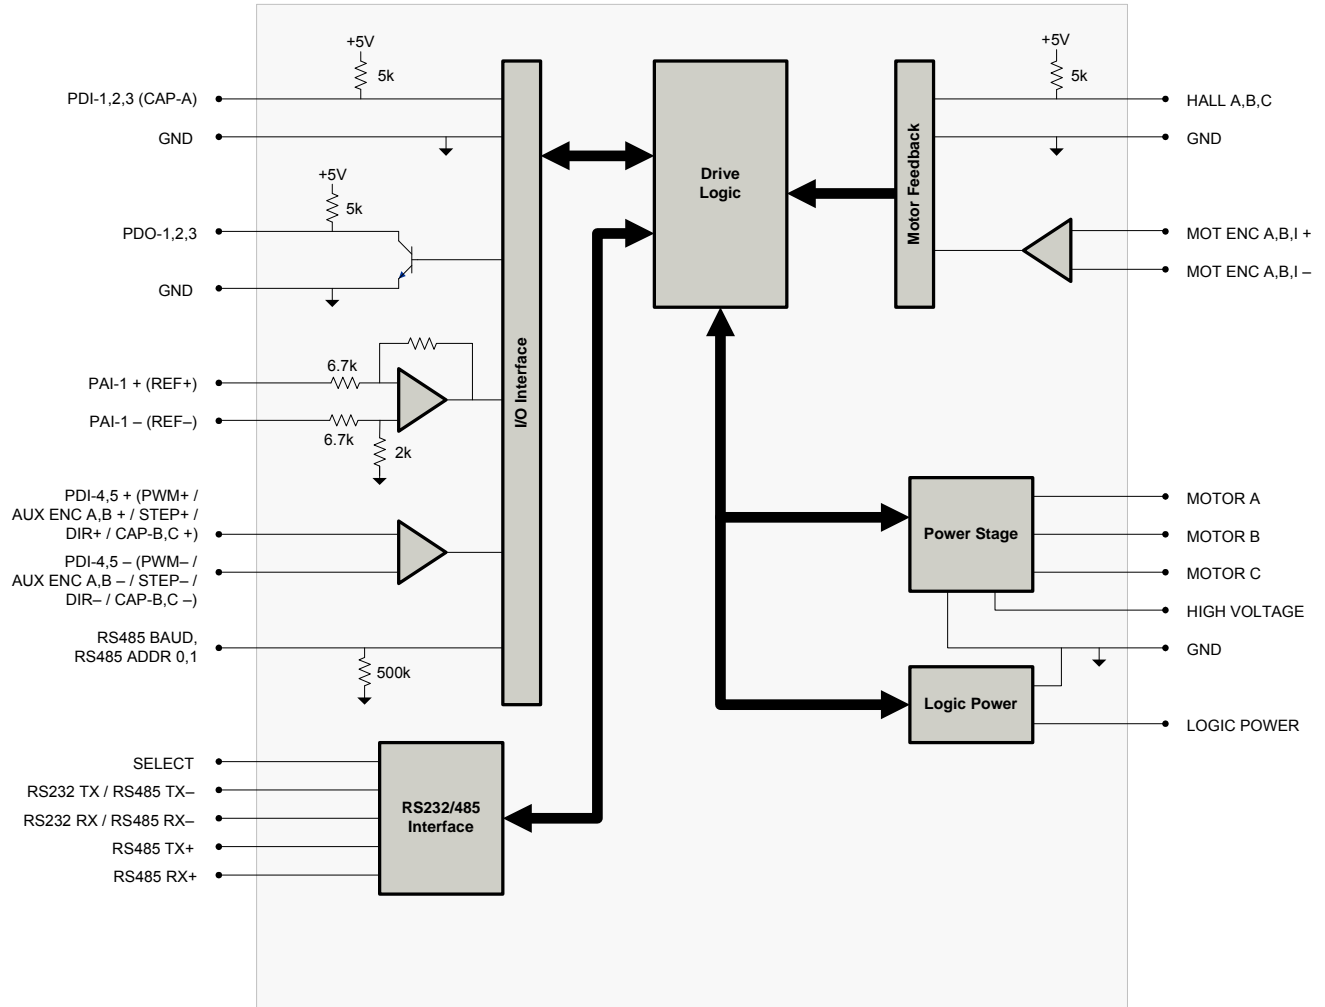 +5V
5k
PDI-1,2,3 (CAP-A)
GND
+5V
5k
PDO-1,2,3
GND
6.7k
PAI-1 + (REF+)
PAI-1 – (REF–)
6.7k
2k
PDI-4,5 + (PWM+ /
AUX ENC A,B + / STEP+ /
DIR+ / CAP-B,C +)
PDI-4,5 – (PWM– /
AUX ENC A,B – / STEP– /
DIR– / CAP-B,C –)
RS485 BAUD,
RS485 ADDR 0,1
500k
I/O Interface
SELECT
RS232 TX / RS485 TX–
RS232 RX / RS485 RX–
RS485 TX+
RS485 RX+
RS232/485
Interface
Drive
Logic
Motor Feedback
+5V
5k
HALL A,B,C
GND
MOT ENC A,B,I +
MOT ENC A,B,I –
Power Stage
MOTOR A
MOTOR B
MOTOR C
HIGH VOLTAGE
GND
Logic Power
LOGIC POWER